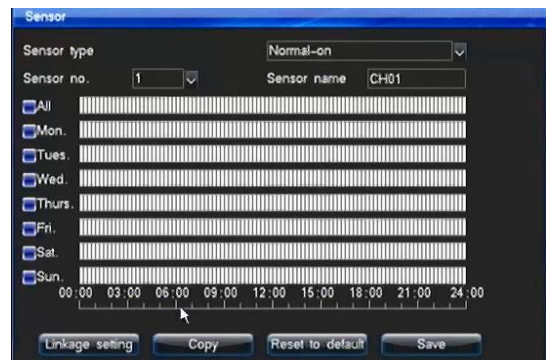 Sensor
Sensor type Normal-on
Sensor no. 1 Sensor name CH01
All
Mon.
Tues.
Wed.
Thurs.
Fri.
Sat.
Sun.
00:00 03:00 06:00 09:00 12:00 15:00 18:00 21:00 24:00
Linkage setting Copy Reset to default Save